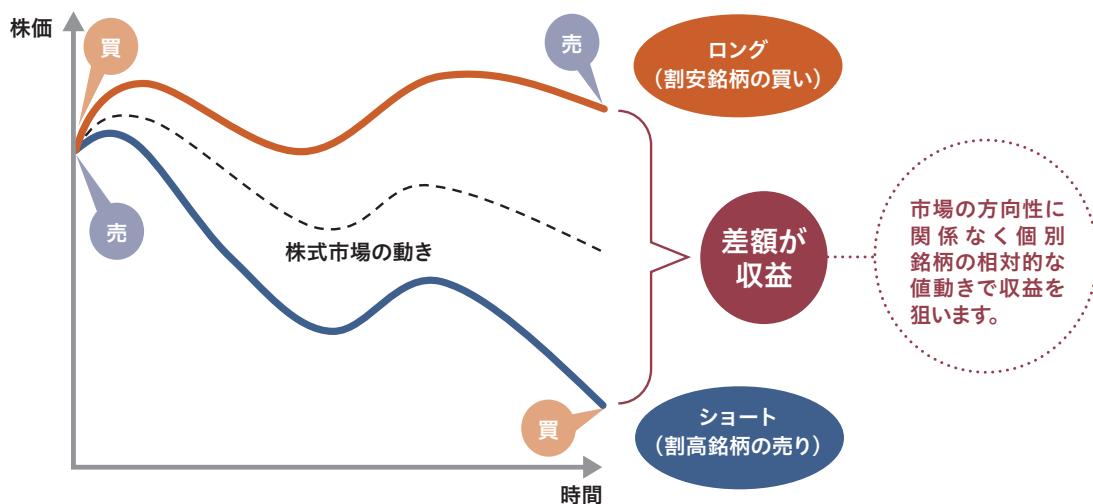 株価
買
売
ロング
（割安銘柄の買い）
売
株式市場の動き
差額が
収益
市場の方向性に
関係なく個別
銘柄の相対的な
値動きで収益を
狙います。
買
ショート
（割高銘柄の売り）
時間